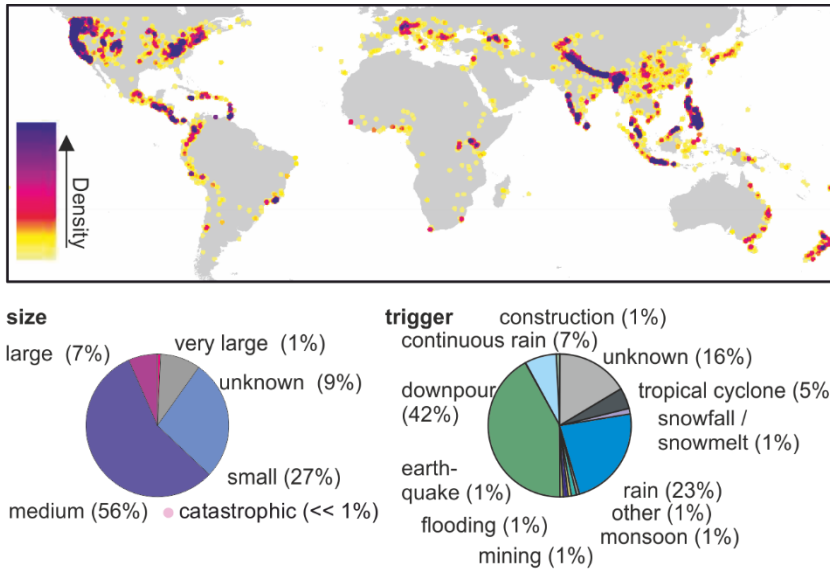 Density
size
large (7%)
very large (1%)
unknown (9%)
small (27%)
medium (56%)
catastrophic (<< 1%)
trigger
construction (1%)
continuous rain (7%)
unknown (16%)
downpour
(42%)
tropical cyclone (5%)
snowfall /
snowmelt (1%)
earth-
quake (1%)
rain (23%)
flooding (1%)
other (1%)
mining (1%)
monsoon (1%)